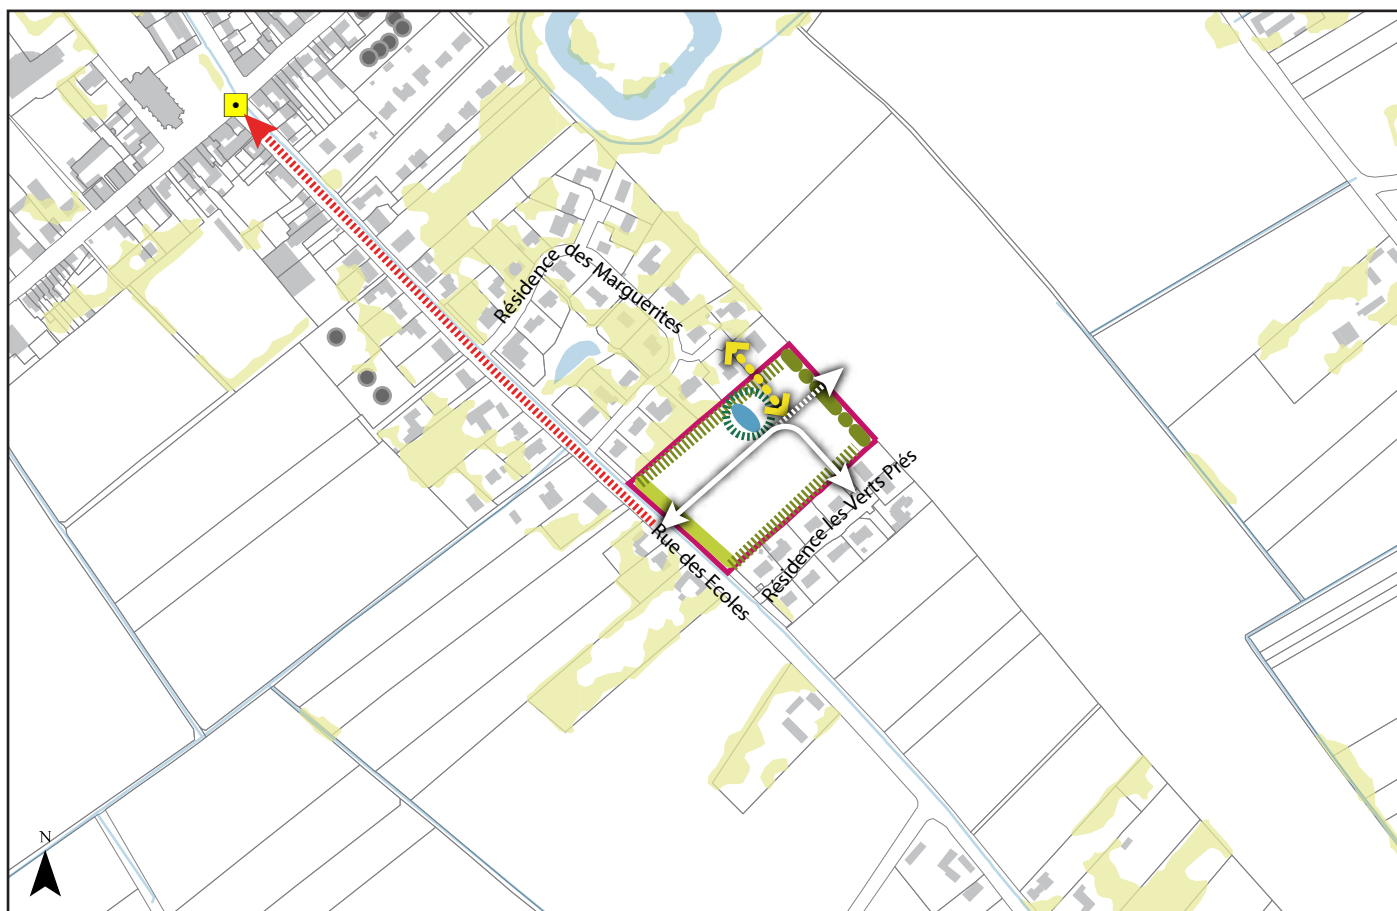 Résidence
des Marguerites
Résidence les Verts Prés
Rue des Ecoles
N